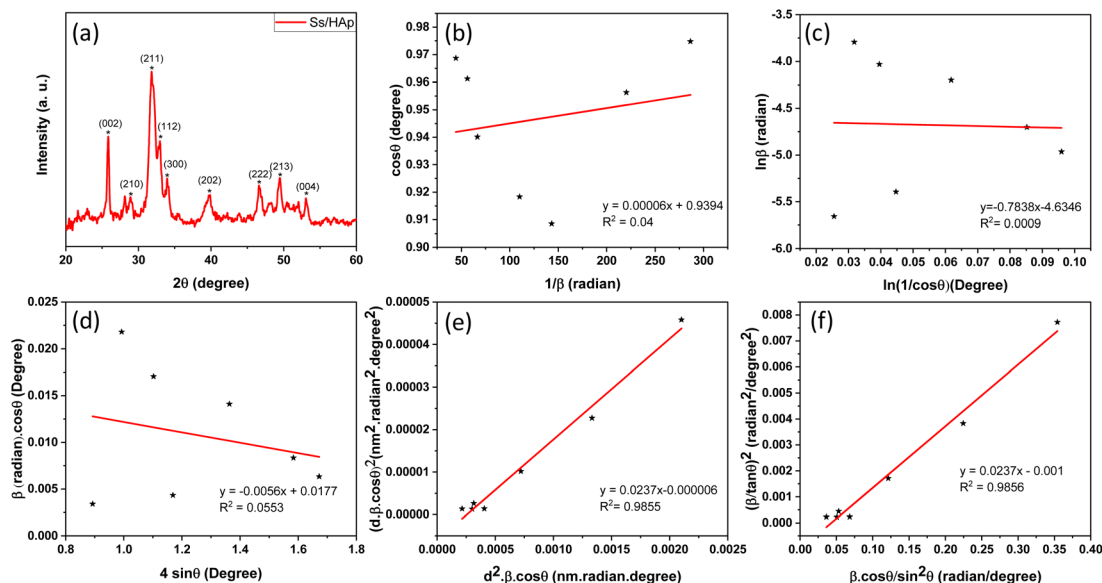 (a)
Ss/HAp
(211)
(002)
(112)
(300)
(210)
(202)
(222)
(213)
(004)
Intensity (a. u.)
20 30 40 50 60
2θ (degree)
(b)
0.98
0.97
0.96
0.95
0.94
0.93
0.92
0.91
0.90
cosθ (degree)
y = 0.00006x + 0.9394
R² = 0.04
50 100 150 200 250 300
1/β (radian)
(c)
-3.5
-4.0
-4.5
-5.0
-5.5
-6.0
lnβ (radian)
y=-0.7838x-4.6346
R² = 0.0009
0.02 0.03 0.04 0.05 0.06 0.07 0.08 0.09 0.10
ln(1/cosθ)(Degree)
(d)
0.025
0.020
0.015
0.010
0.005
0.000
β (radian).cosθ (Degree)
y = -0.0056x + 0.0177
R² = 0.0553
0.8 1.0 1.2 1.4 1.6 1.8
4 sinθ (Degree)
(e)
0.00005
0.00004
0.00003
0.00002
0.00001
0.00000
(d.β.cosθ)²(nm².radian².degree²)
y = 0.0237x-0.000006
R² = 0.9855
0.0000 0.0005 0.0010 0.0015 0.0020 0.0025
d².β.cosθ (nm.radian.degree)
(f)
0.008
0.007
0.006
0.005
0.004
0.003
0.002
0.001
0.000
(β/tanθ)² (radian²/degree²)
y = 0.0237x - 0.001
R² = 0.9856
0.00 0.05 0.10 0.15 0.20 0.25 0.30 0.35 0.40
β.cosθ/sin²θ (radian/degree)